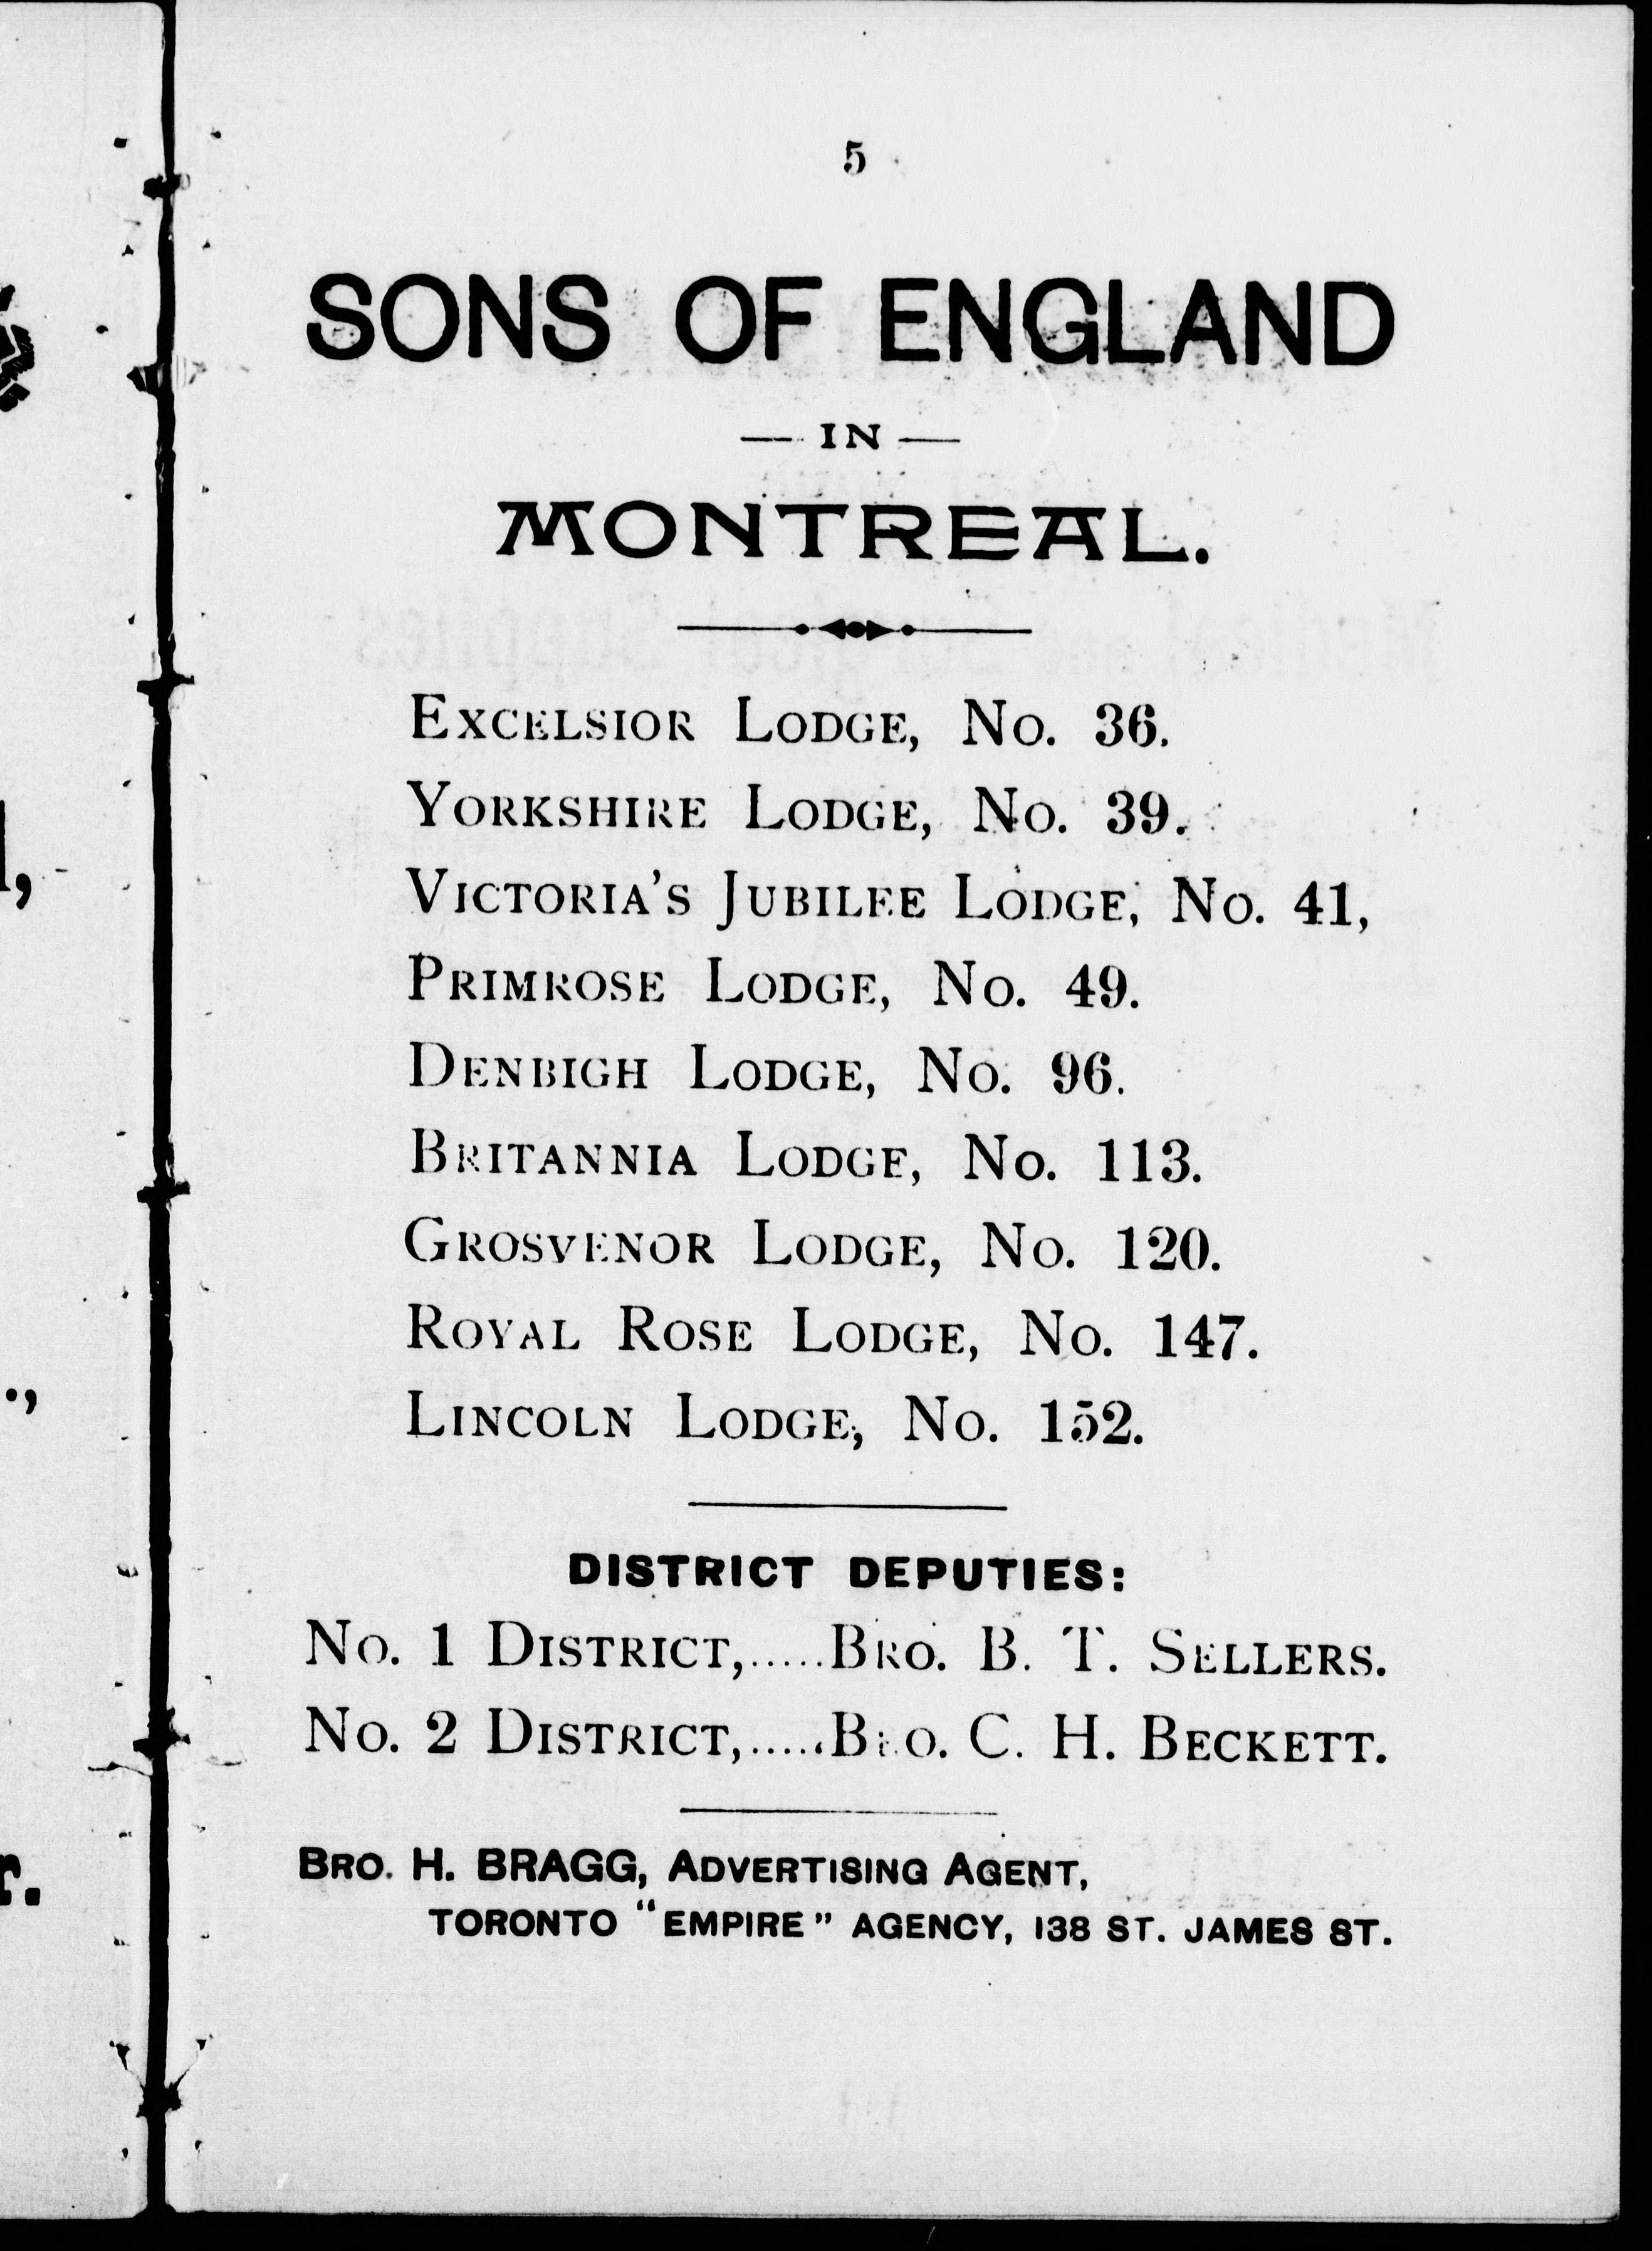 5
SONS OF ENGLAND
— IN —
MONTREAL.
EXCELSIOR LODGE, NO. 36.
YORKSHIRE LODGE, NO. 39.
VICTORIA'S JUBILEE LODGE, NO. 41,
PRIMROSE LODGE, NO. 49.
DENBIGH LODGE, NO. 96.
BRITANNIA LODGE, NO. 113.
GROSVENOR LODGE, NO. 120.
ROYAL ROSE LODGE, NO. 147.
LINCOLN LODGE, NO. 152.
DISTRICT DEPUTIES:
NO. 1 DISTRICT,.....BRO. B. T. SELLERS.
NO. 2 DISTRICT,.....BRO. C. H. BECKETT.
BRO. H. BRAGG, ADVERTISING AGENT,
TORONTO "EMPIRE" AGENCY, 138 ST. JAMES ST.